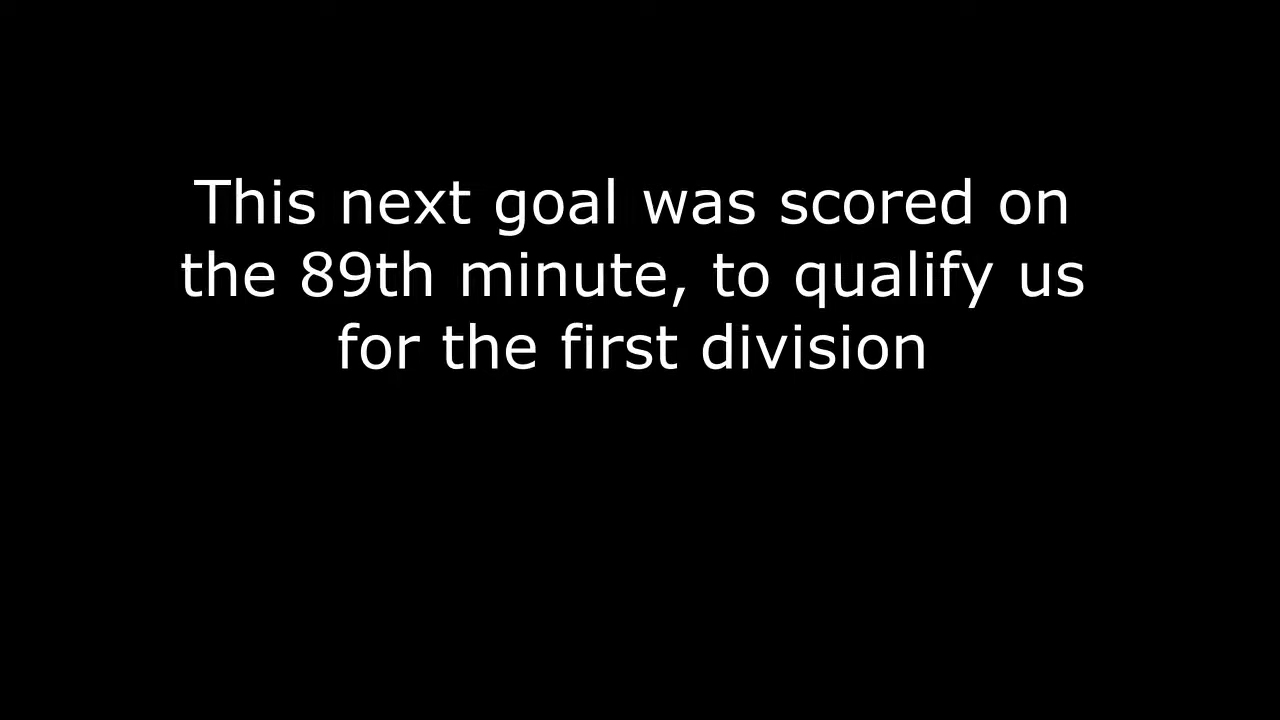 This next goal was scored on
the 89th minute, to qualify us
for the first division